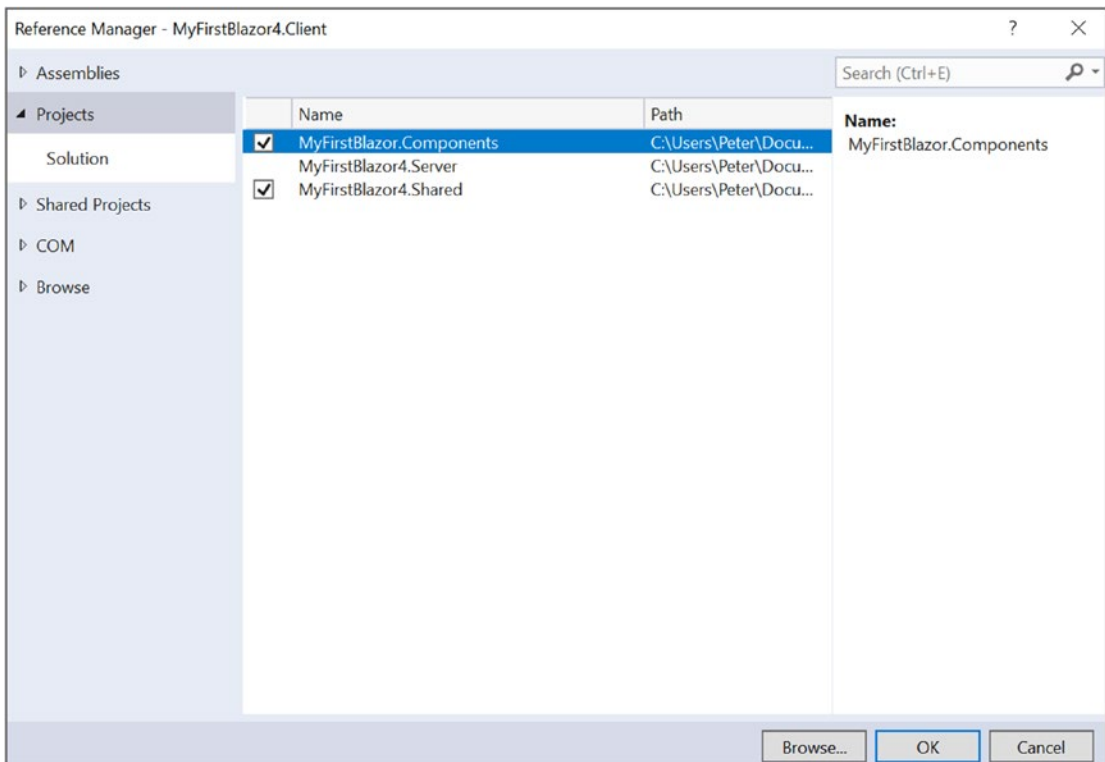 Reference Manager - MyFirstBlazor4.Client ? ×
Assemblies
Search (Ctrl+E)
Projects
Solution
Shared Projects
COM
Browse
Name Path
MyFirstBlazor.Components C:\Users\Peter\Docu...
MyFirstBlazor4.Server C:\Users\Peter\Docu...
MyFirstBlazor4.Shared C:\Users\Peter\Docu...
Name:
MyFirstBlazor.Components
Browse... OK Cancel